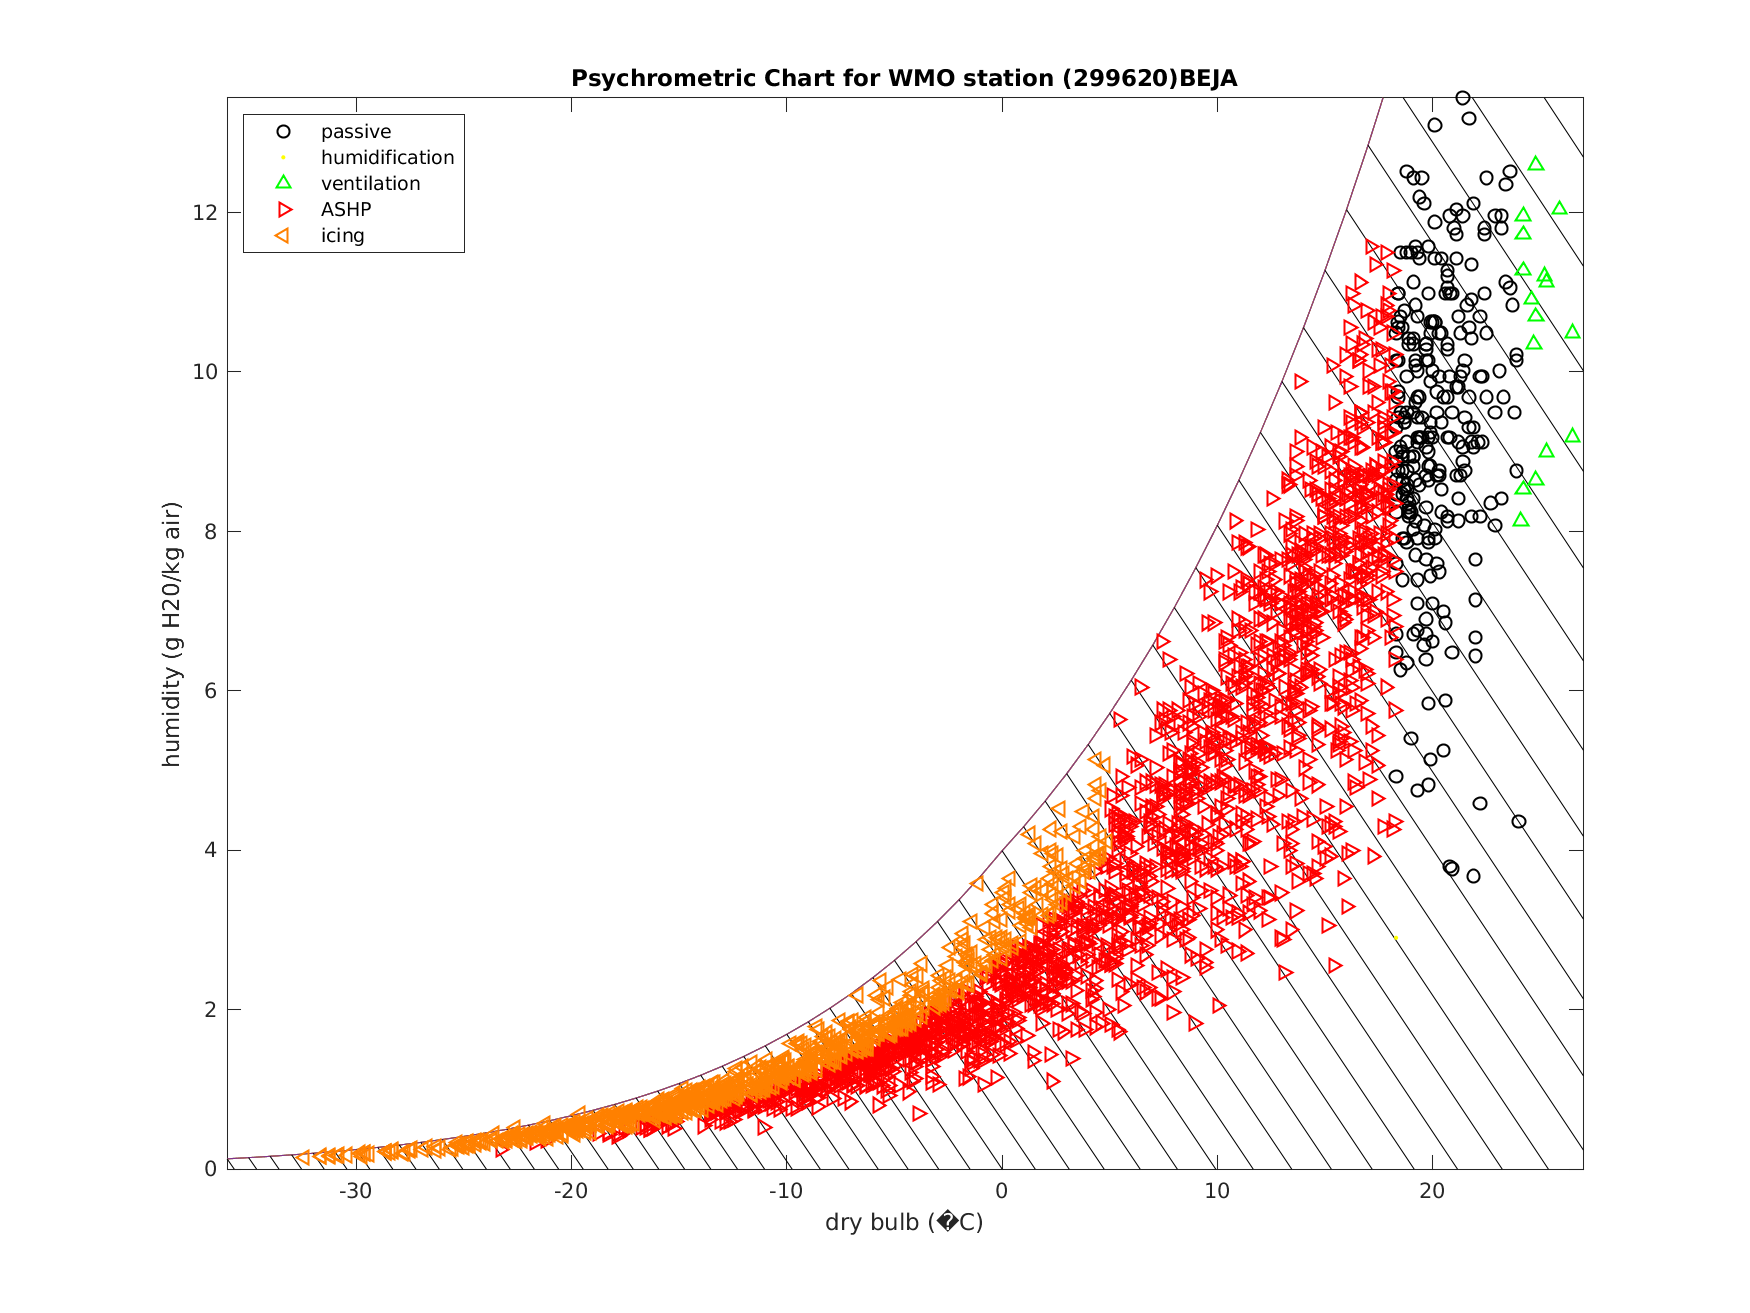 Psychrometric Chart for WMO station (299620)BEJA
passive
humidification
ventilation
ASHP
icing
humidity (g H20/kg air)
12
10
8
6
4
2
0
-30 -20 -10 0 10 20
dry bulb (�C)